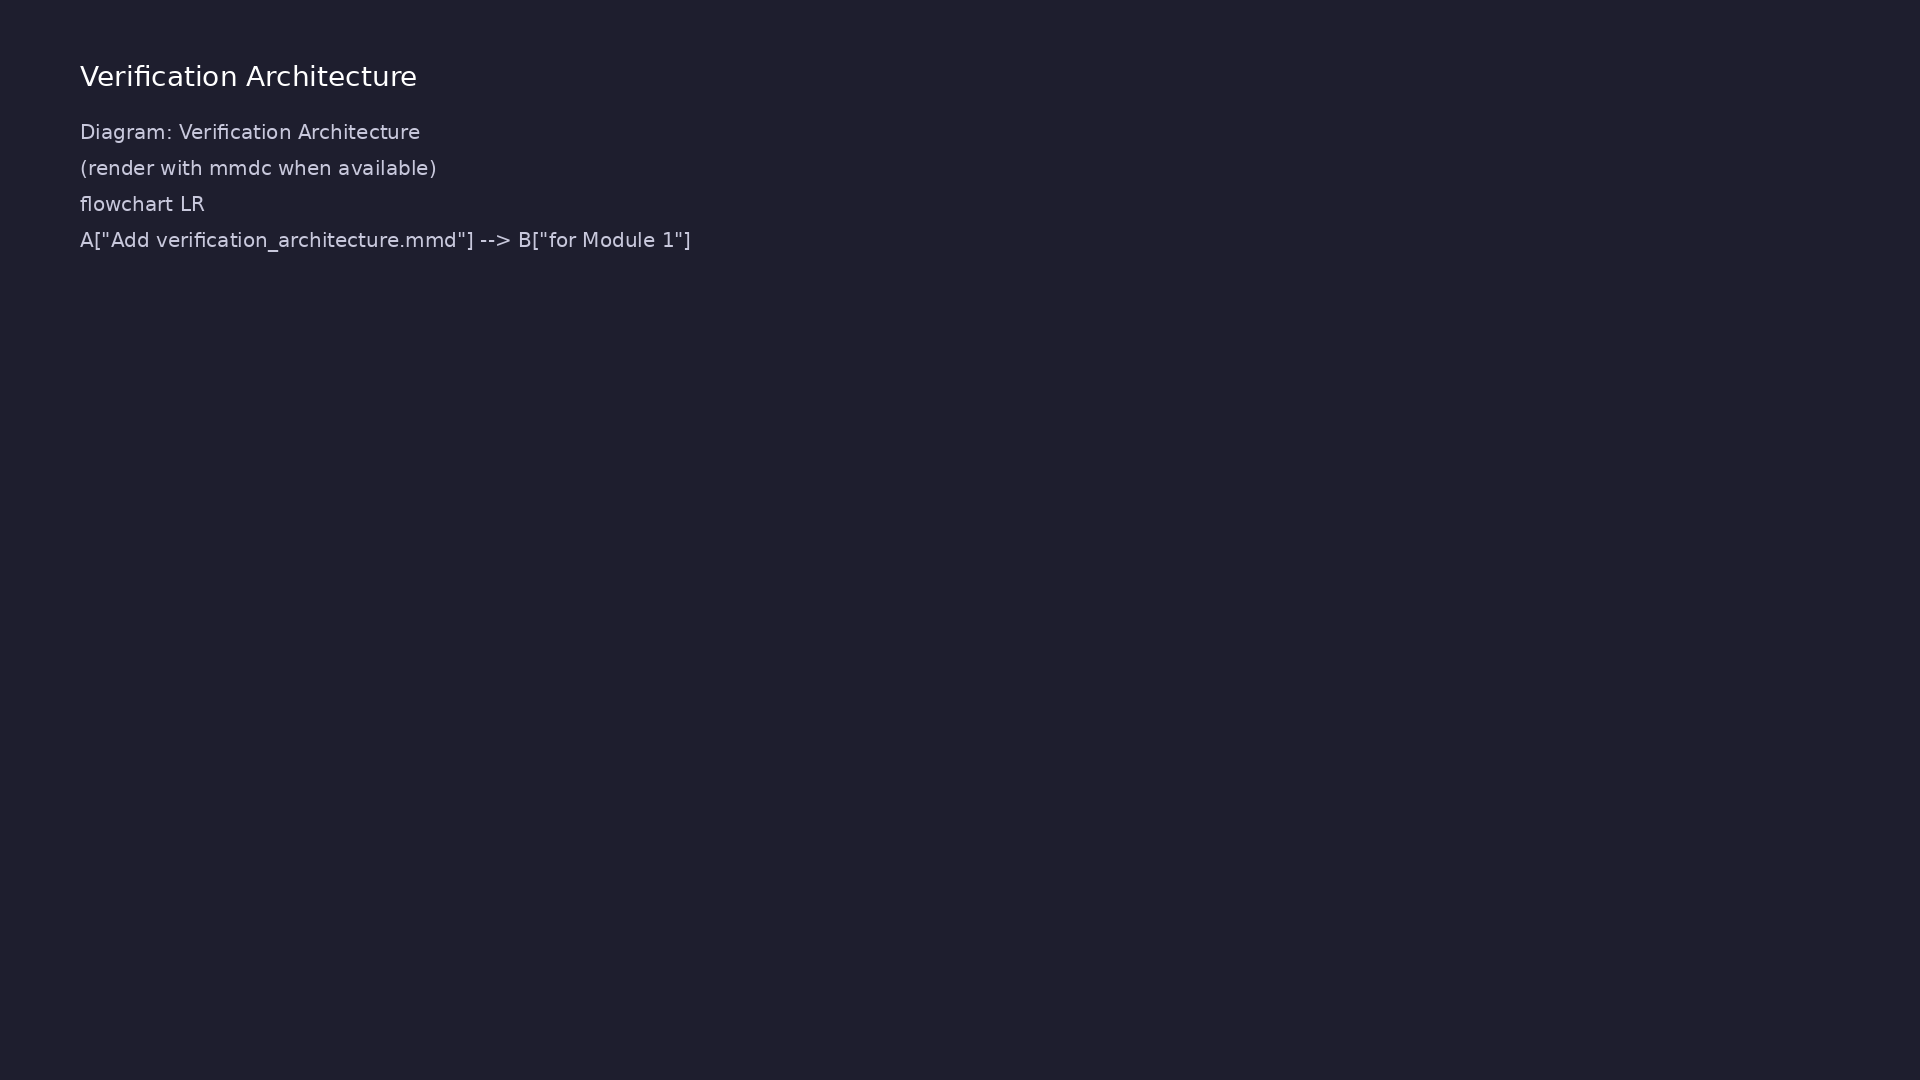 Verification Architecture
Diagram: Verification Architecture
(render with mmdc when available)
flowchart LR
A["Add verification_architecture.mmd"] --> B["for Module 1"]